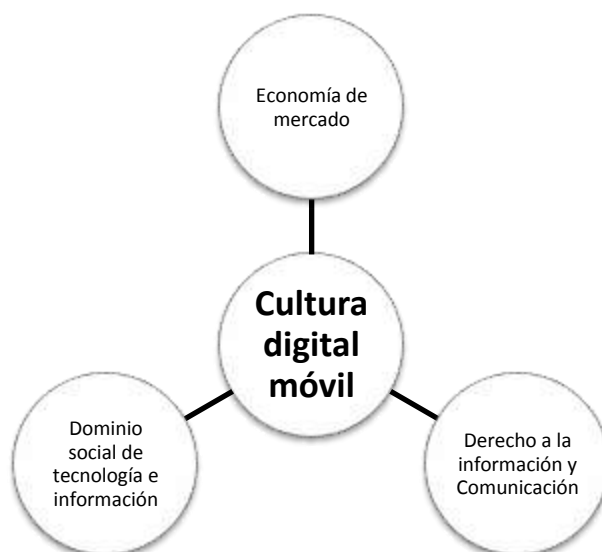 Economía de
mercado
Cultura
digital
móvil
Dominio
social de
tecnología e
información
Derecho a la
información y
Comunicación